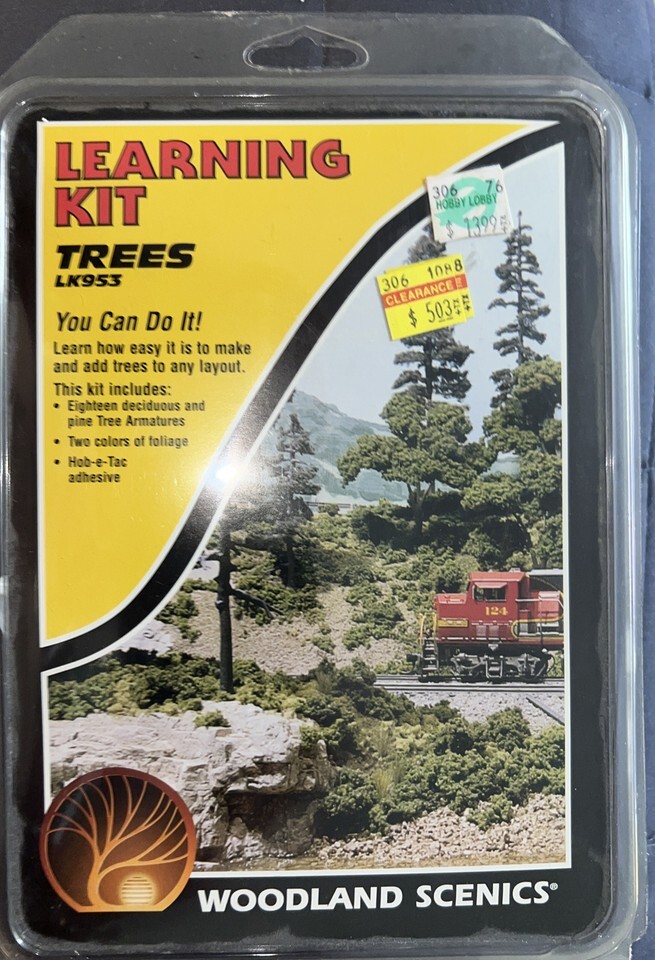 LEARNING
KIT
TREES
LK953
You Can Do It!
Learn how easy it is to make
and add trees to any layout.
This kit includes:
• Eighteen deciduous and
pine Tree Armatures
• Two colors of foliage
• Hob-e-Tac
adhesive
306 76
HOBBY LOBBY
$ 1399
306 1088
CLEARANCE!!
$ 503
124
WOODLAND SCENICS®